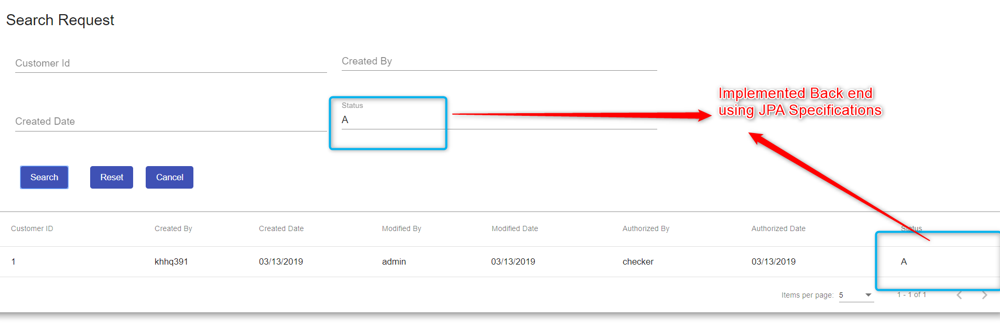 Search Request
Customer Id
Created By
Implemented Back end
using JPA Specifications
Status
A
Created Date
Search
Reset
Cancel
Customer ID Created By Created Date Modified By Modified Date Authorized By Authorized Date Status
1 khhq391 03/13/2019 admin 03/13/2019 checker 03/13/2019 A
Items per page: 5 1 - 1 of 1